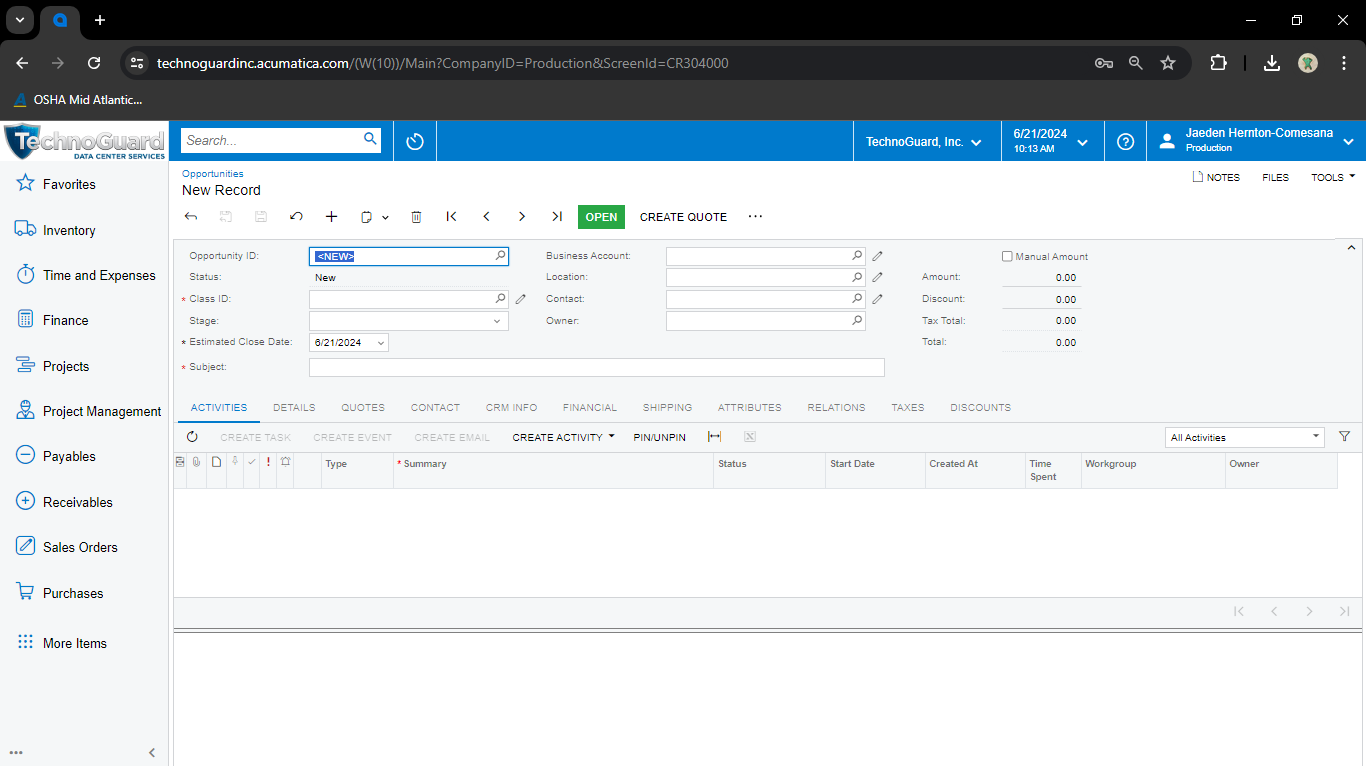 technoguardinc.acumatica.com/(W(10))/Main?CompanyID=Production&ScreenId=CR304000
OSHA Mid Atlantic...
TechnoGuard
DATA CENTER SERVICES
Search...
TechnoGuard, Inc.
6/21/2024
10:13 AM
Jaeden Hernton-Comesana
Production
Favorites
Inventory
Time and Expenses
Finance
Projects
Project Management
Payables
Receivables
Sales Orders
Purchases
More Items
Opportunities
New Record
NOTES FILES TOOLS
OPEN CREATE QUOTE ...
Opportunity ID: <NEW>
Status: New
* Class ID:
Stage:
* Estimated Close Date: 6/21/2024
* Subject:
Business Account:
Location:
Contact:
Owner:
Manual Amount
Amount: 0.00
Discount: 0.00
Tax Total: 0.00
Total: 0.00
ACTIVITIES DETAILS QUOTES CONTACT CRM INFO FINANCIAL SHIPPING ATTRIBUTES RELATIONS TAXES DISCOUNTS
CREATE TASK CREATE EVENT CREATE EMAIL CREATE ACTIVITY PIN/UNPIN All Activities
Type * Summary Status Start Date Created At Time Spent Workgroup Owner